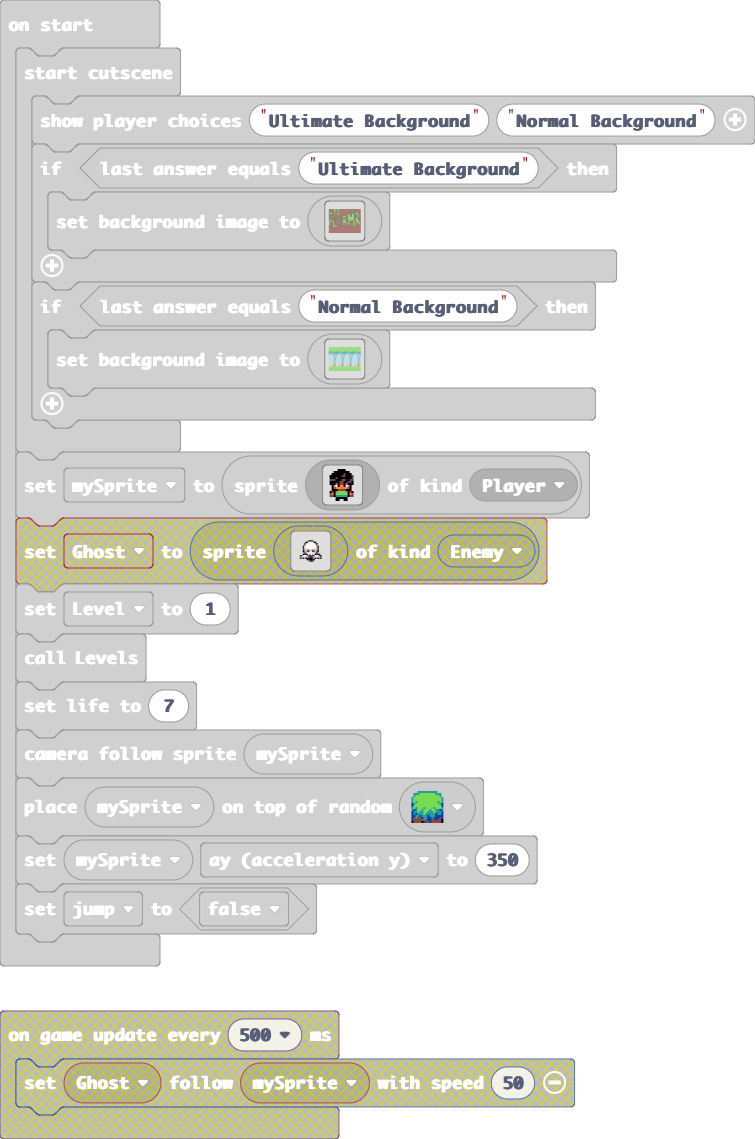 on start
start cutscene
show player choices "Ultimate Background" "Normal Background"
if last answer equals "Ultimate Background" then
set background image to
if last answer equals "Normal Background" then
set background image to
set mySprite to sprite of kind Player
set Ghost to sprite of kind Enemy
set Level to 1
call Levels
set life to 7
camera follow sprite mySprite
place mySprite on top of random
set mySprite ay (acceleration y) to 350
set jump to false
on game update every 500 ms
set Ghost follow mySprite with speed 50